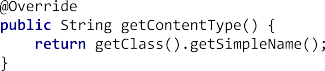 @Override
public String getContentType() {
    return getClass().getSimpleName();
}